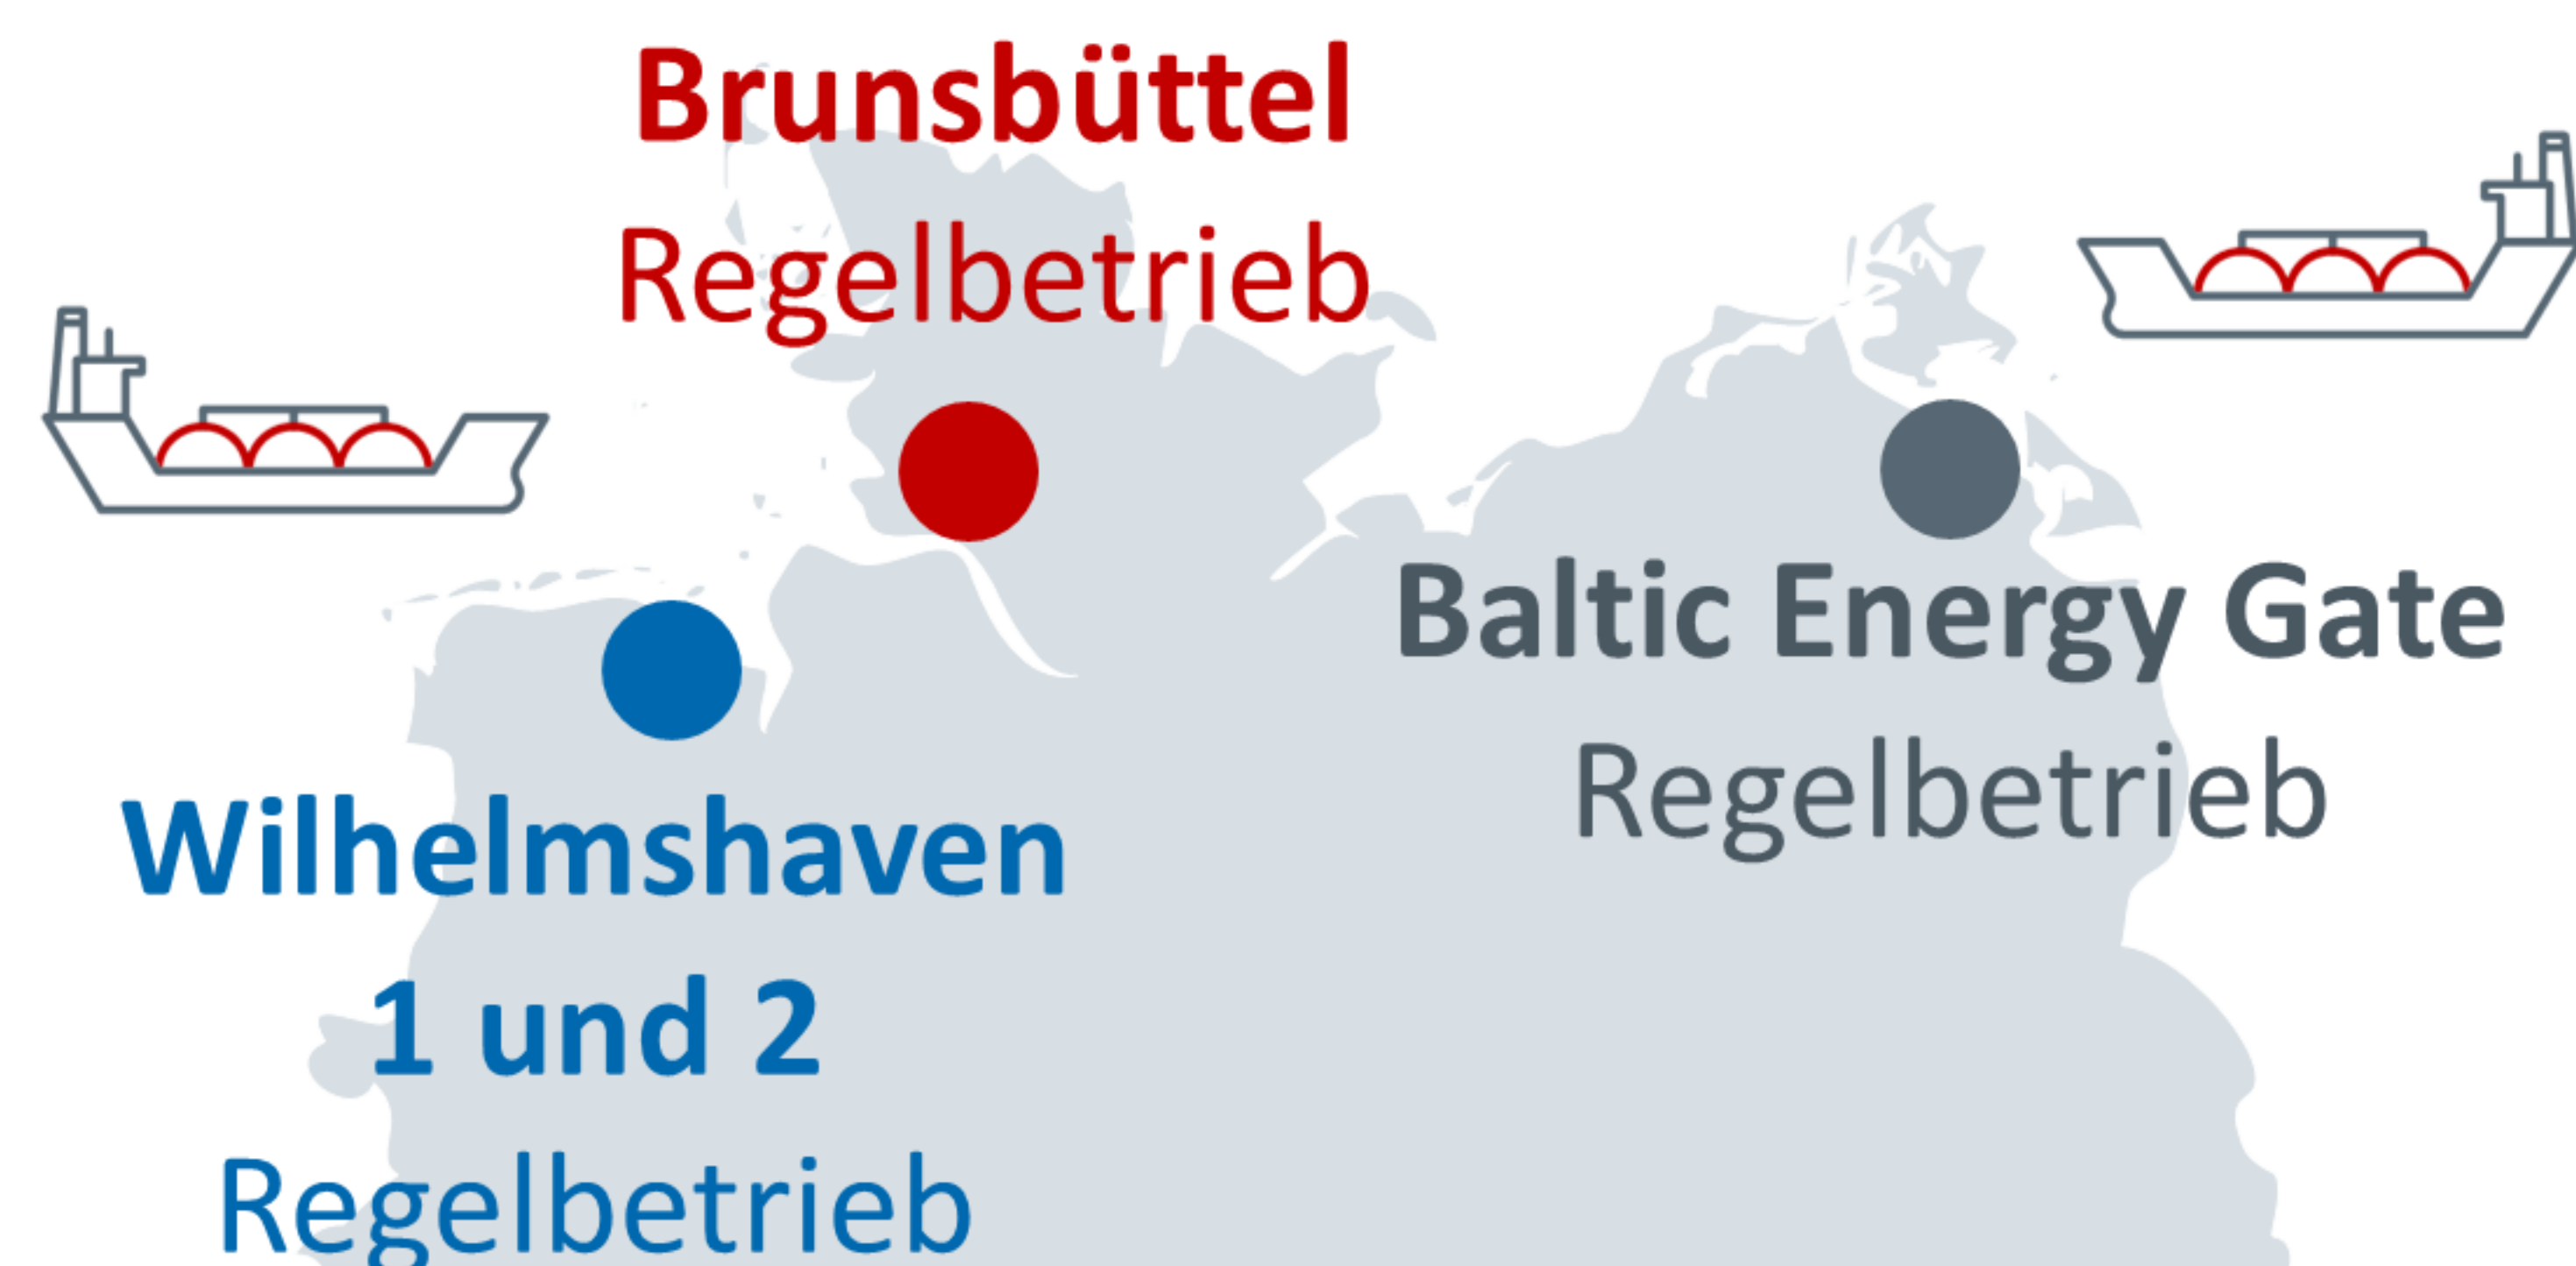 Brunsbüttel
Regelbetrieb
Baltic Energy Gate
Regelbetrieb
Wilhelmshaven
1 und 2
Regelbetrieb